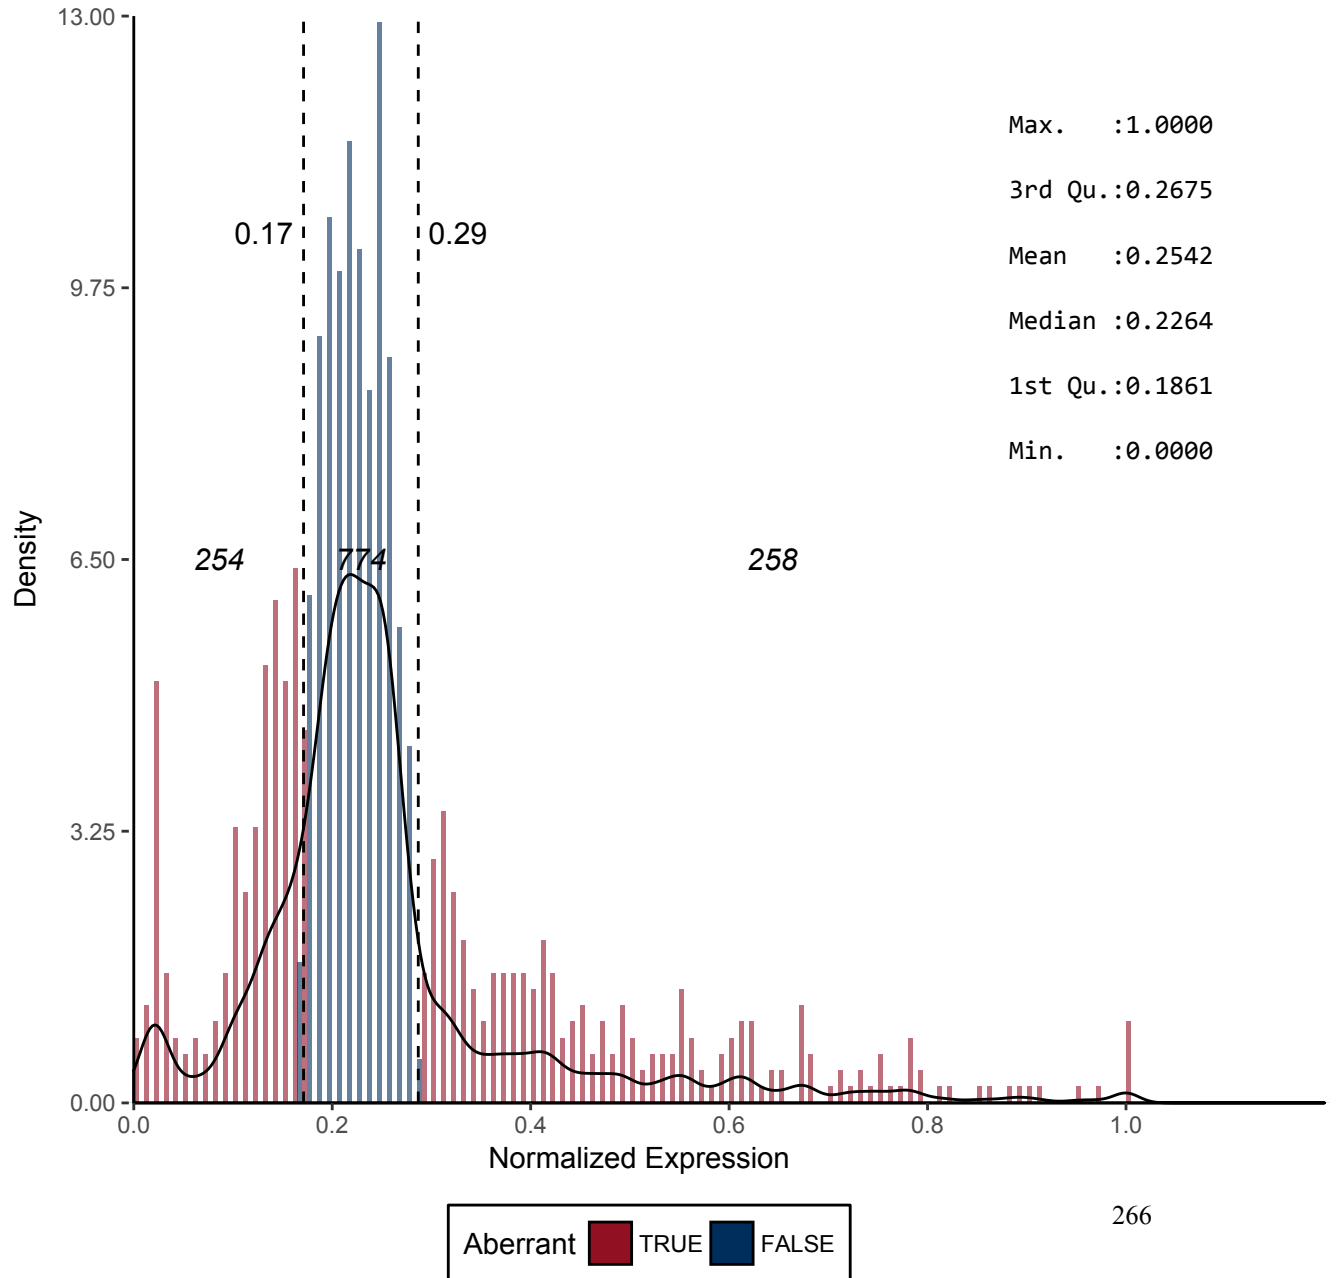 13.00
Max. :1.0000
3rd Qu.:0.2675
0.17
0.29
Mean :0.2542
9.75
Median :0.2264
1st Qu.:0.1861
Min. :0.0000
Density
6.50
254
774
258
3.25
0.00
0.0 0.2 0.4 0.6 0.8 1.0
Normalized Expression
266
Aberrant TRUE FALSE